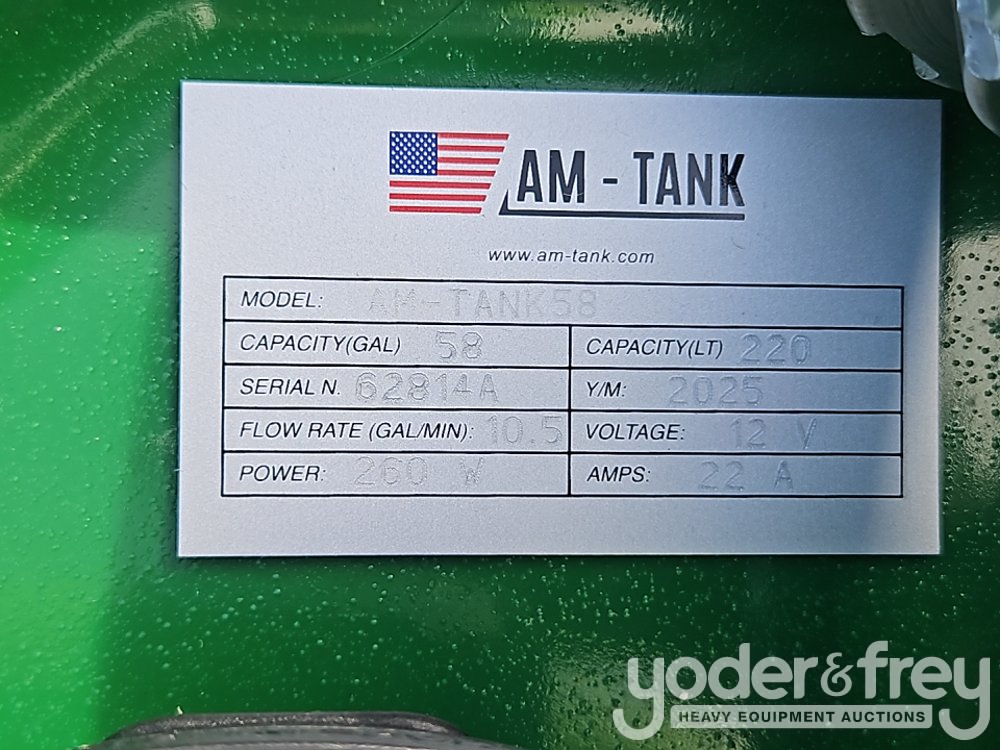 AM - TANK
www.am-tank.com
MODEL: AM-TANK58
CAPACITY(GAL) 58 CAPACITY(LT) 220
SERIAL N. 62814A Y/M: 2025
FLOW RATE (GAL/MIN): 10.5 VOLTAGE: 12 V
POWER: 260 W AMPS: 22 A
yoder&frey
HEAVY EQUIPMENT AUCTIONS